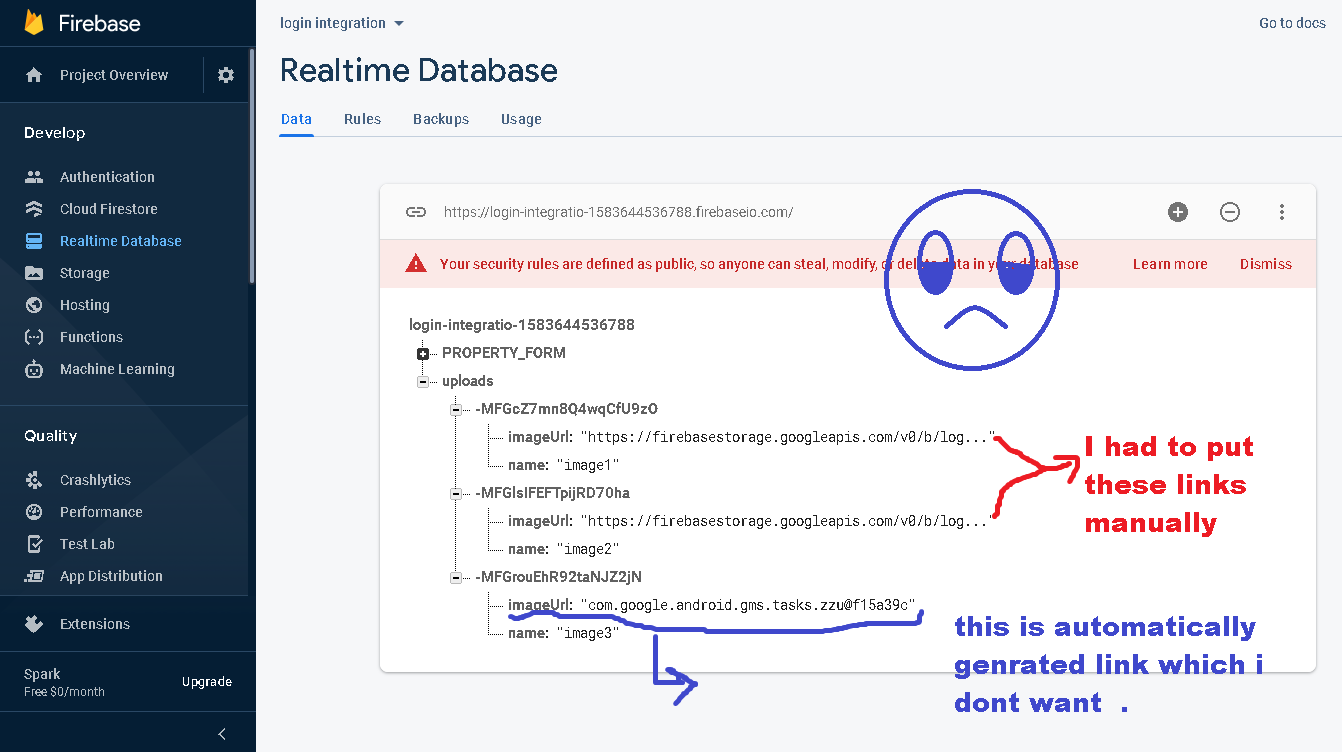 Firebase
login integration
Go to docs
Project Overview
Realtime Database
Data Rules Backups Usage
Develop
Authentication
Cloud Firestore
Realtime Database
Storage
Hosting
Functions
Machine Learning
Quality
Crashlytics
Performance
Test Lab
App Distribution
Extensions
Spark
Free $0/month
Upgrade
https://login-integratio-1583644536788.firebaseio.com/
Your security rules are defined as public, so anyone can steal, modify, or delete data in your database
Learn more Dismiss
login-integratio-1583644536788
PROPERTY_FORM
uploads
-MFGcZ7mn8Q4wqCfU9zO
imageUrl: "https://firebasestorage.googleapis.com/v0/b/log..."
name: "image1"
-MFGlsIFEFTpijRD70ha
imageUrl: "https://firebasestorage.googleapis.com/v0/b/log..."
name: "image2"
-MFGrouEhR92taNJZ2jN
imageUrl: "com.google.android.gms.tasks.zzu@f15a39c"
name: "image3"
I had to put
these links
manually
this is automatically
genrated link which i
dont want .